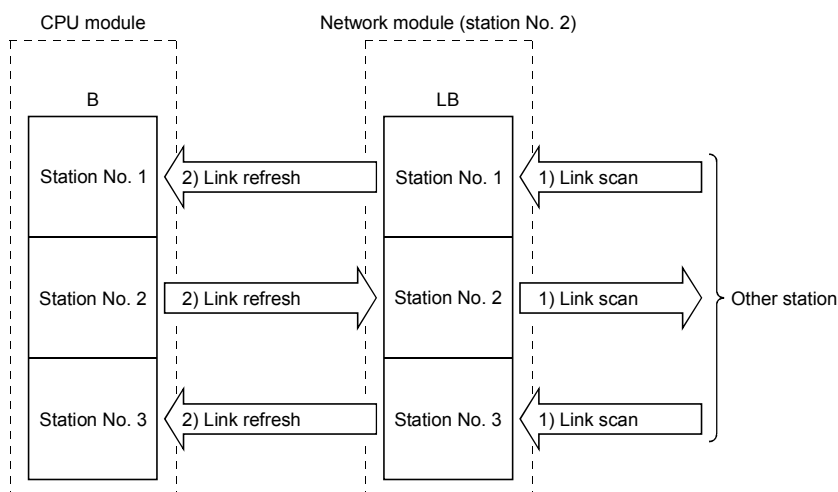 CPU module
Network module (station No. 2)
B
LB
Station No. 1
2) Link refresh
Station No. 1
1) Link scan
Station No. 2
2) Link refresh
Station No. 2
1) Link scan
Other station
Station No. 3
2) Link refresh
Station No. 3
1) Link scan